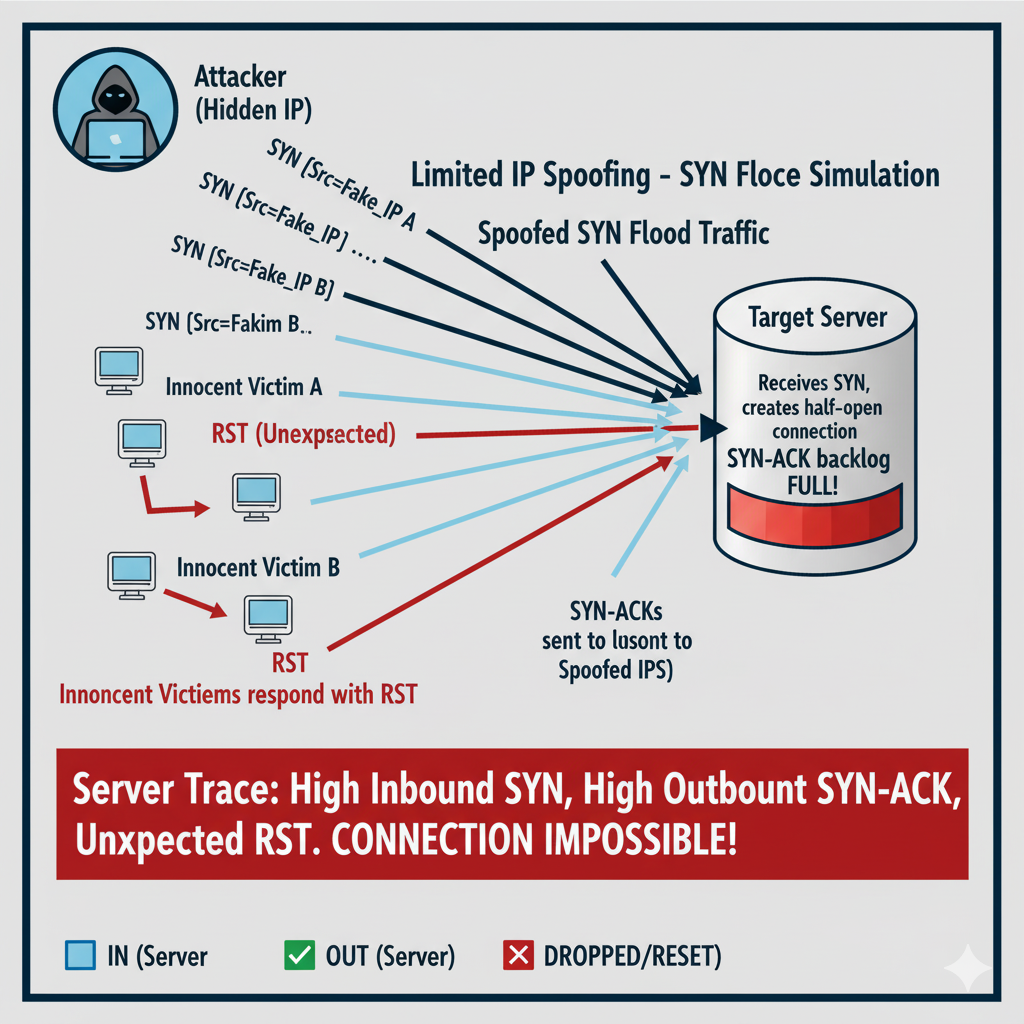 Attacker
(Hidden IP)
SYN [Src=Fake_IP A
SYN [Src=Fake_IP] ....
SYN [Src=Fake_IP B]
SYN (Src=Fakim B...
Limited IP Spoofing - SYN Floce Simulation
Spoofed SYN Flood Traffic
Target Server
Receives SYN,
creates half-open
connection
SYN-ACK backlog
FULL!
Innocent Victim A
RST (Unexpsected)
Innocent Victim B
RST
Innoncent Victiems respond with RST
SYN-ACKs
sent to lusont to
Spoofed IPS)
Server Trace: High Inbound SYN, High Outbount SYN-ACK,
Unxpected RST. CONNECTION IMPOSSIBLE!
IN (Server
OUT (Server)
DROPPED/RESET)